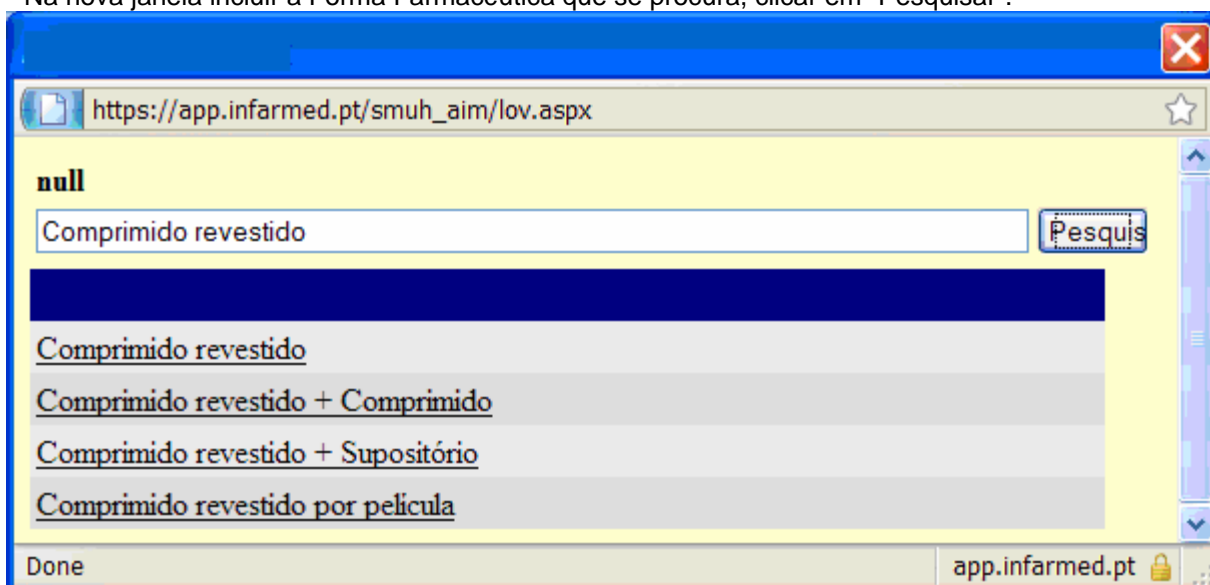 Na nova janela incluir a Forma Farmacêutica que se procura, clicar em "Pesquisar".
https://app.infarmed.pt/smuh_aim/lov.aspx
null
Comprimido revestido Pesquis
Comprimido revestido
Comprimido revestido + Comprimido
Comprimido revestido + Supositório
Comprimido revestido por película
Done app.infarmed.pt